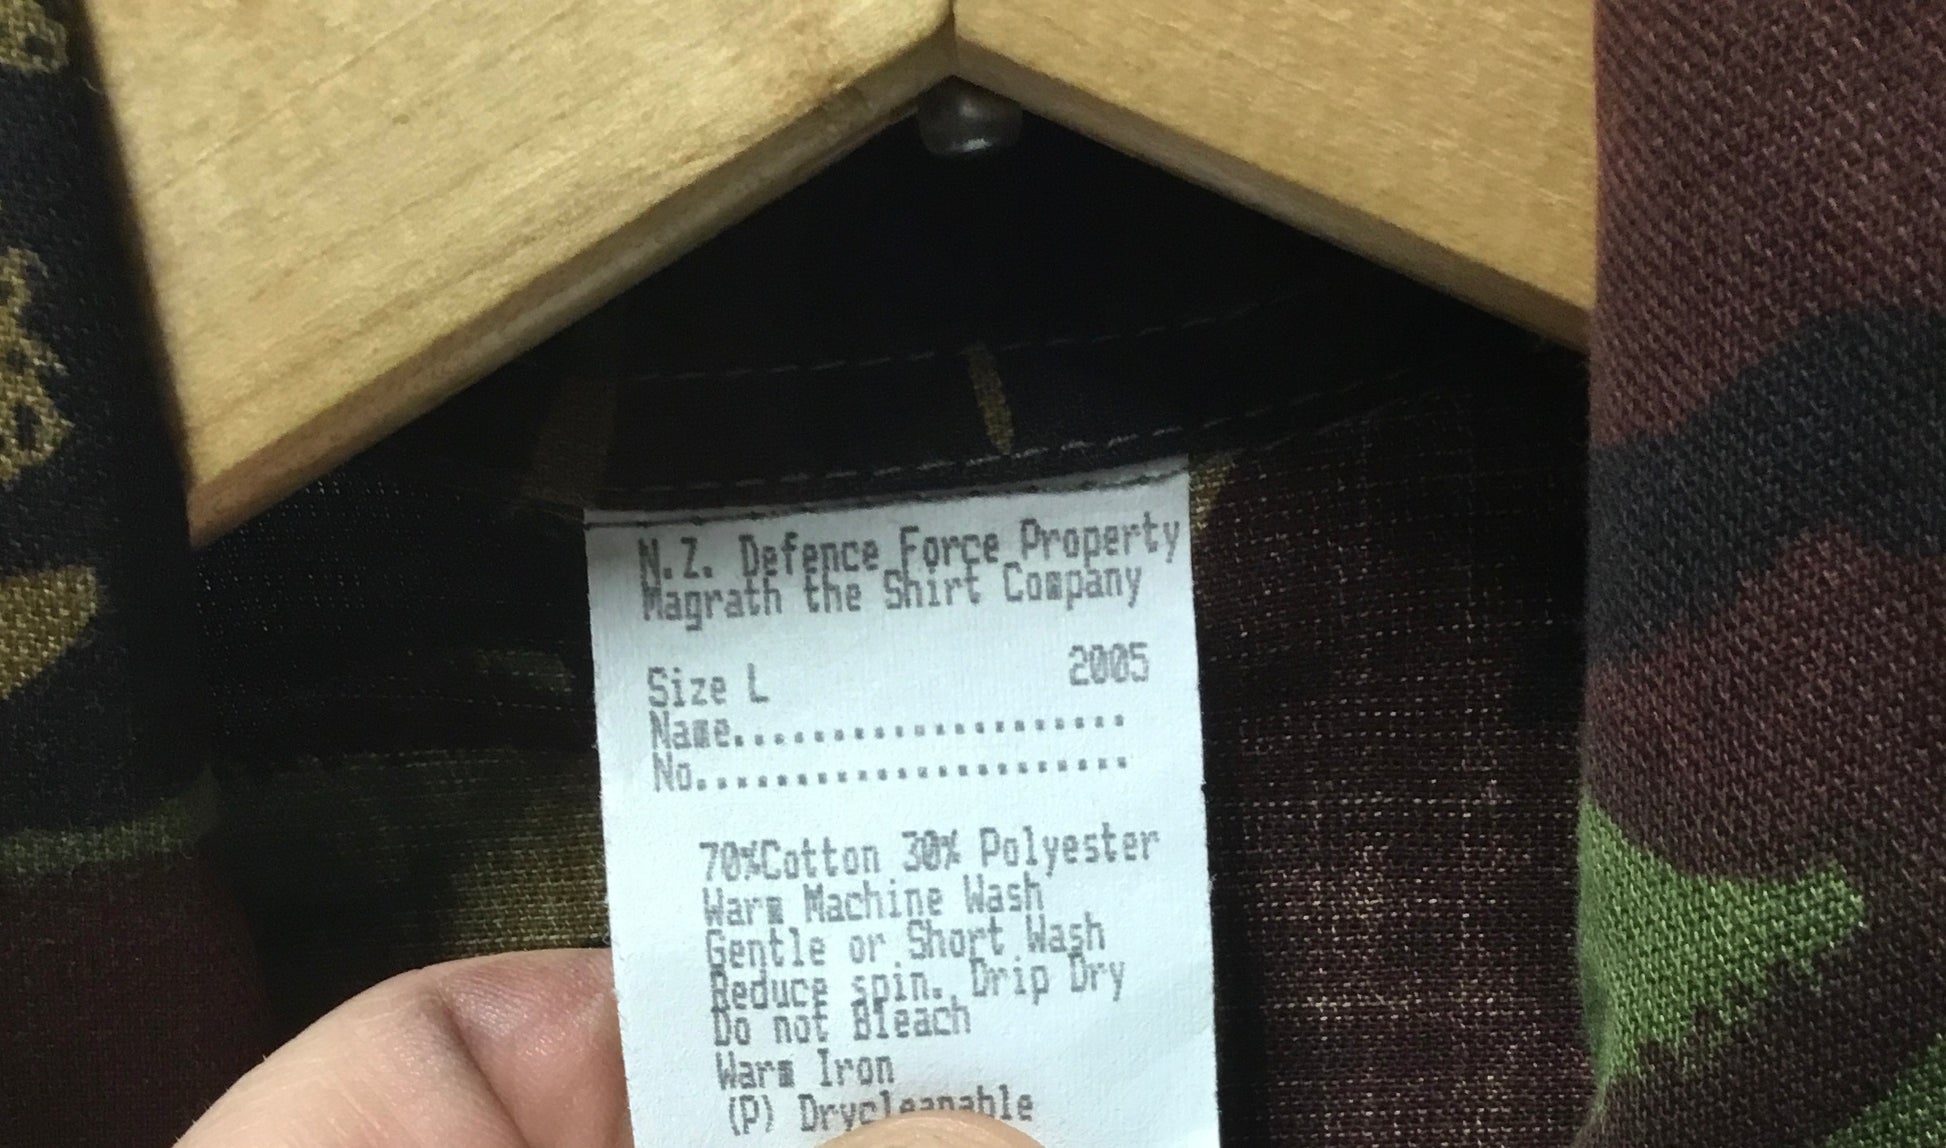 N.Z. Defence Force Property
Magrath the Shirt Company
Size L 2005
Name....................
No......................
70%Cotton 30% Polyester
Warm Machine Wash
Gentle or Short Wash
Reduce spin. Drip Dry
Do not Bleach
Warm Iron
(P) Drycleanable